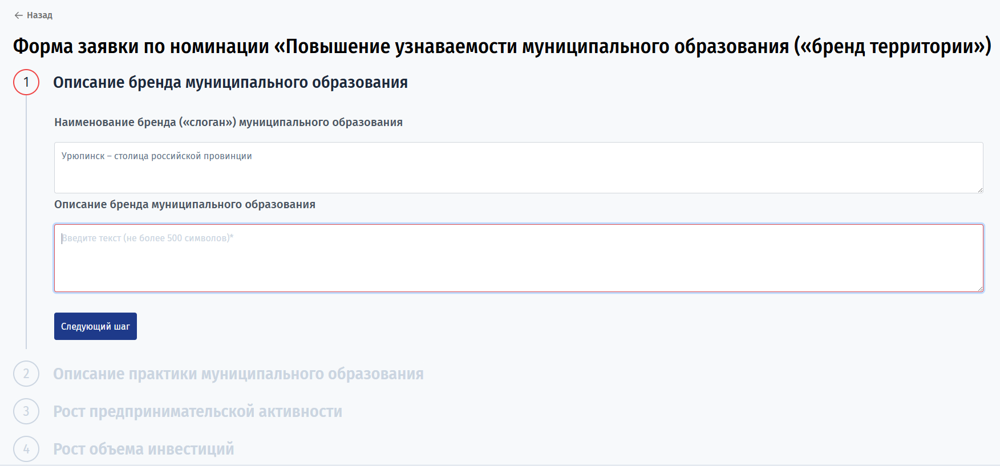 ← Назад
Форма заявки по номинации «Повышение узнаваемости муниципального образования («бренд территории»)
1 Описание бренда муниципального образования
Наименование бренда («слоган») муниципального образования
Урюпинск – столица российской провинции
Описание бренда муниципального образования
Введите текст (не более 500 символов)*
Следующий шаг
2 Описание практики муниципального образования
3 Рост предпринимательской активности
4 Рост объема инвестиций